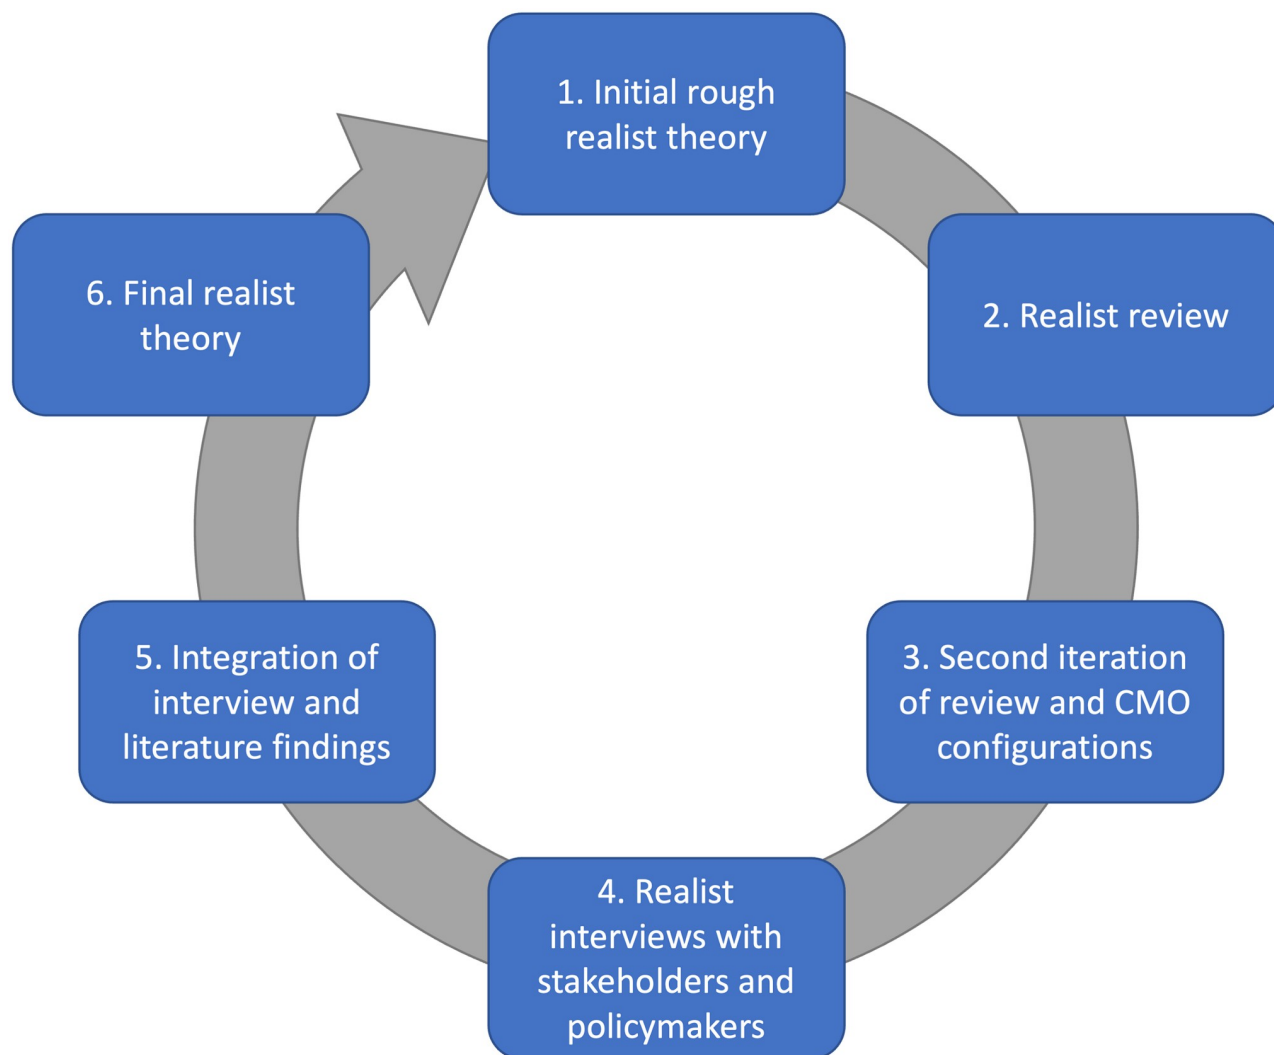 1. Initial rough
realist theory
2. Realist review
3. Second iteration
of review and CMO
configurations
4. Realist
interviews with
stakeholders and
policymakers
5. Integration of
interview and
literature findings
6. Final realist
theory